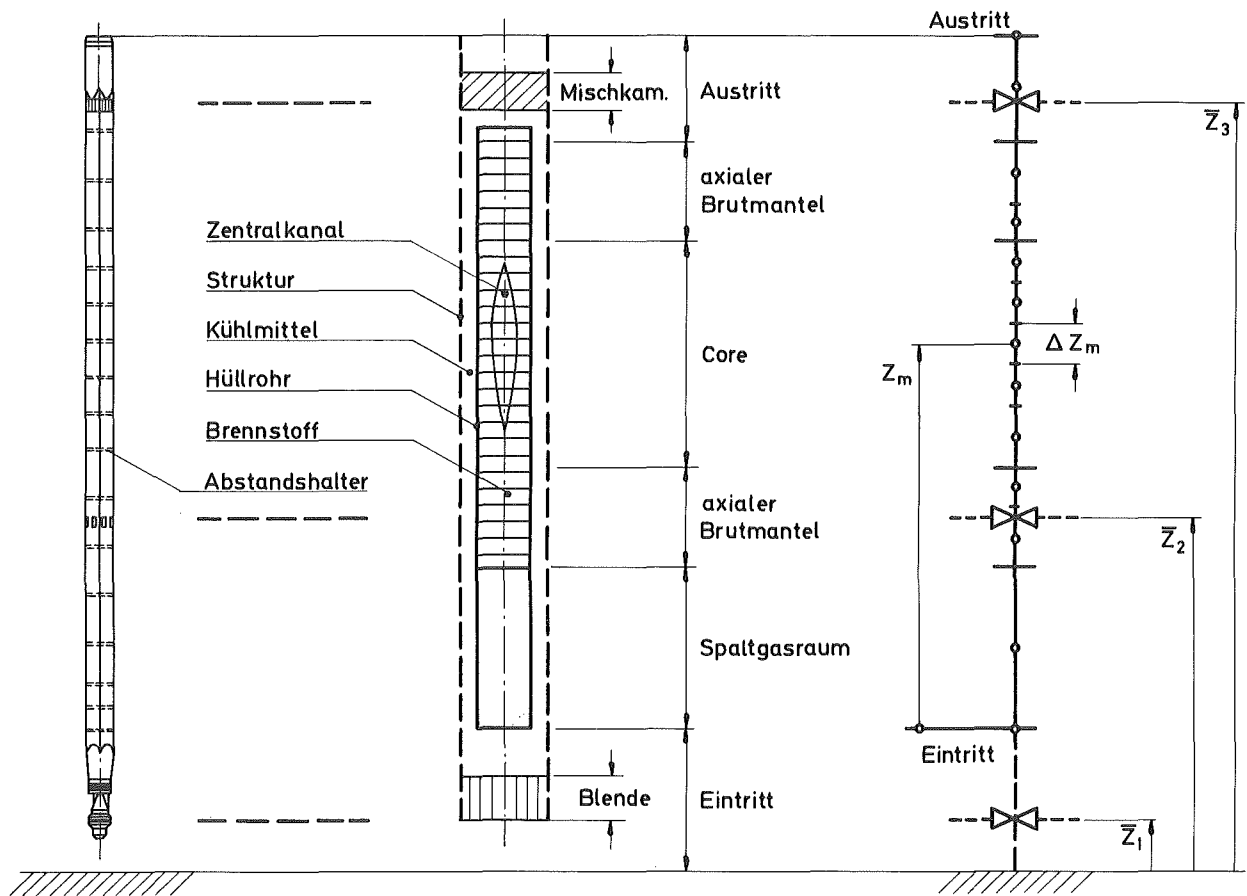 Austritt
Mischkam.
Austritt
Z̅₃
axialer
Brutmantel
Zentralkanal
Struktur
Kühlmittel
Hüllrohr
Brennstoff
Abstandshalter
Core
Δ Zₘ
Zₘ
axialer
Brutmantel
Z̅₂
Spaltgasraum
Eintritt
Blende
Eintritt
Z̅₁